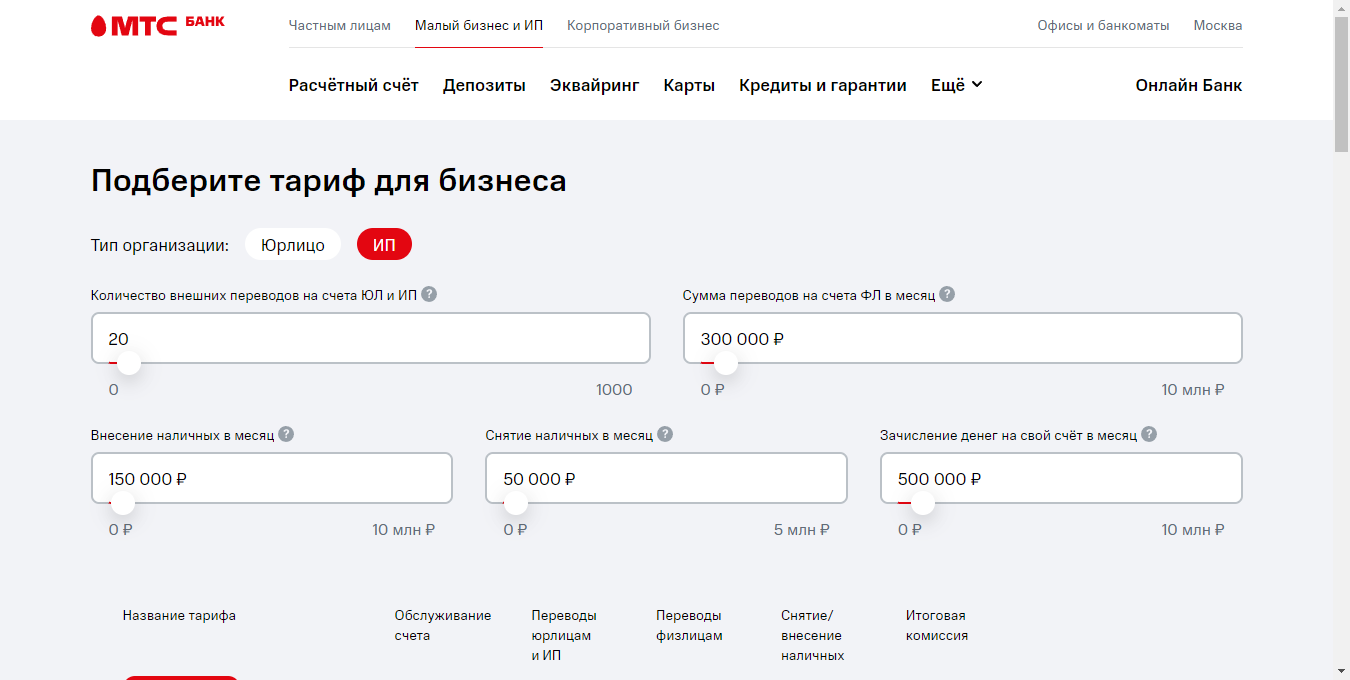 МТС БАНК
Частным лицам Малый бизнес и ИП Корпоративный бизнес Офисы и банкоматы Москва
Расчётный счёт Депозиты Эквайринг Карты Кредиты и гарантии Ещё Онлайн Банк
Подберите тариф для бизнеса
Тип организации: Юрлицо ИП
Количество внешних переводов на счета ЮЛ и ИП ? Сумма переводов на счета ФЛ в месяц ?
20 300 000 ₽
0 1000 0 ₽ 10 млн ₽
Внесение наличных в месяц ? Снятие наличных в месяц ? Зачисление денег на свой счёт в месяц ?
150 000 ₽ 50 000 ₽ 500 000 ₽
0 ₽ 10 млн ₽ 0 ₽ 5 млн ₽ 0 ₽ 10 млн ₽
Название тарифа Обслуживание Переводы Переводы Снятие/ Итоговая
счета юрлицам физлицам внесение комиссия
и ИП наличных